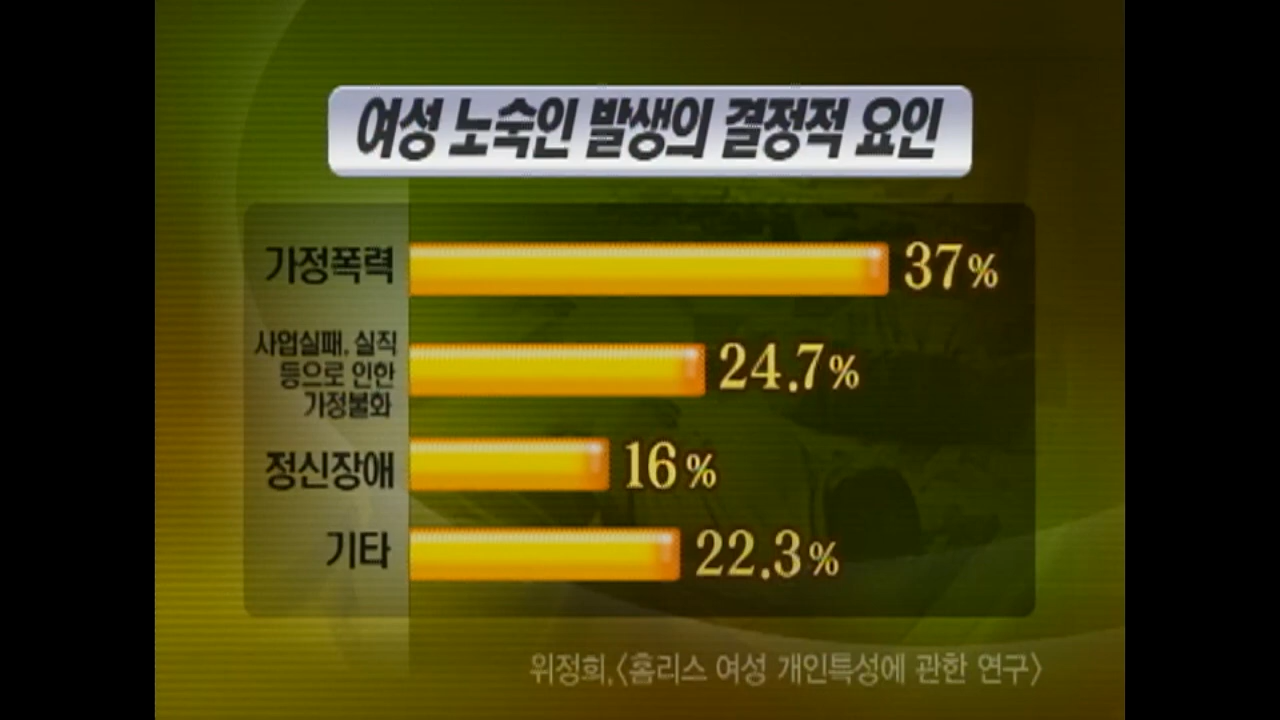 여성 노숙인 발생의 결정적 요인
가정폭력 37%
사업실패, 실직
등으로 인한
가정불화
24.7%
정신장애 16%
기타 22.3%
위정희,〈홈리스 여성 개인특성에 관한 연구〉